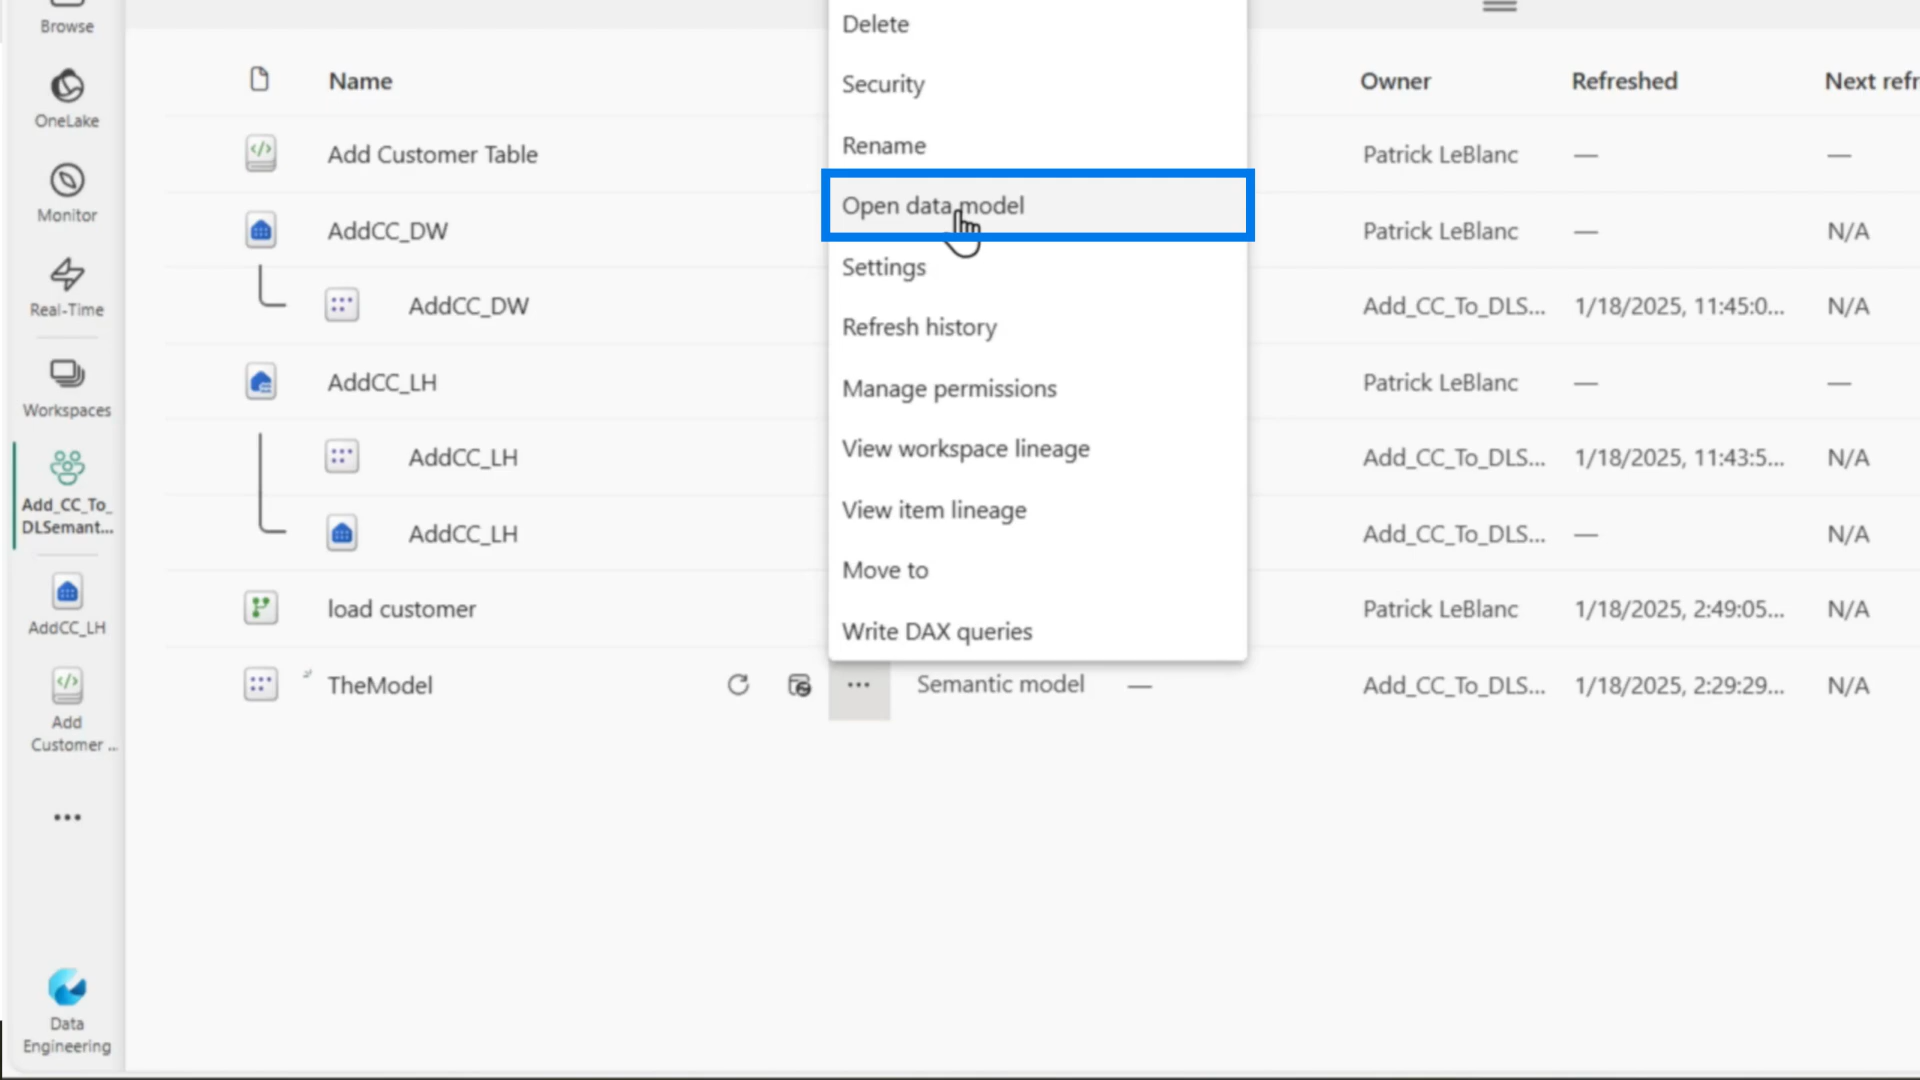 Browse
OneLake
Monitor
Real-Time
Workspaces
Add_CC_To_
DLSemant...
AddCC_LH
Add
Customer ...
Data
Engineering
Name Owner Refreshed Next refr
Add Customer Table Patrick LeBlanc — —
AddCC_DW Patrick LeBlanc — N/A
AddCC_DW Add_CC_To_DLS... 1/18/2025, 11:45:0... N/A
AddCC_LH Patrick LeBlanc — —
AddCC_LH Add_CC_To_DLS... 1/18/2025, 11:43:5... N/A
AddCC_LH Add_CC_To_DLS... — N/A
load customer Patrick LeBlanc 1/18/2025, 2:49:05... N/A
TheModel Semantic model — Add_CC_To_DLS... 1/18/2025, 2:29:29... N/A
Delete
Security
Rename
Open data model
Settings
Refresh history
Manage permissions
View workspace lineage
View item lineage
Move to
Write DAX queries